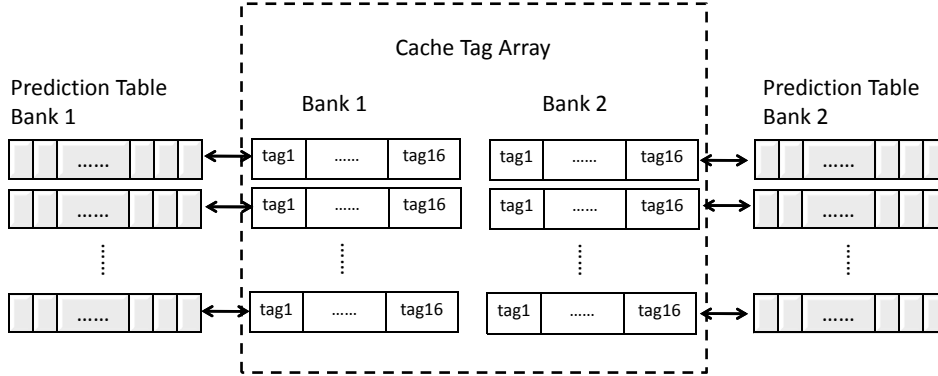 Cache Tag Array
Prediction Table
Bank 1
Bank 1
Bank 2
Prediction Table
Bank 2
...... tag1 ...... tag16 tag1 ...... tag16 ......
...... tag1 ...... tag16 tag1 ...... tag16 ......
...... ...... ...... ......
...... tag1 ...... tag16 tag1 ...... tag16 ......